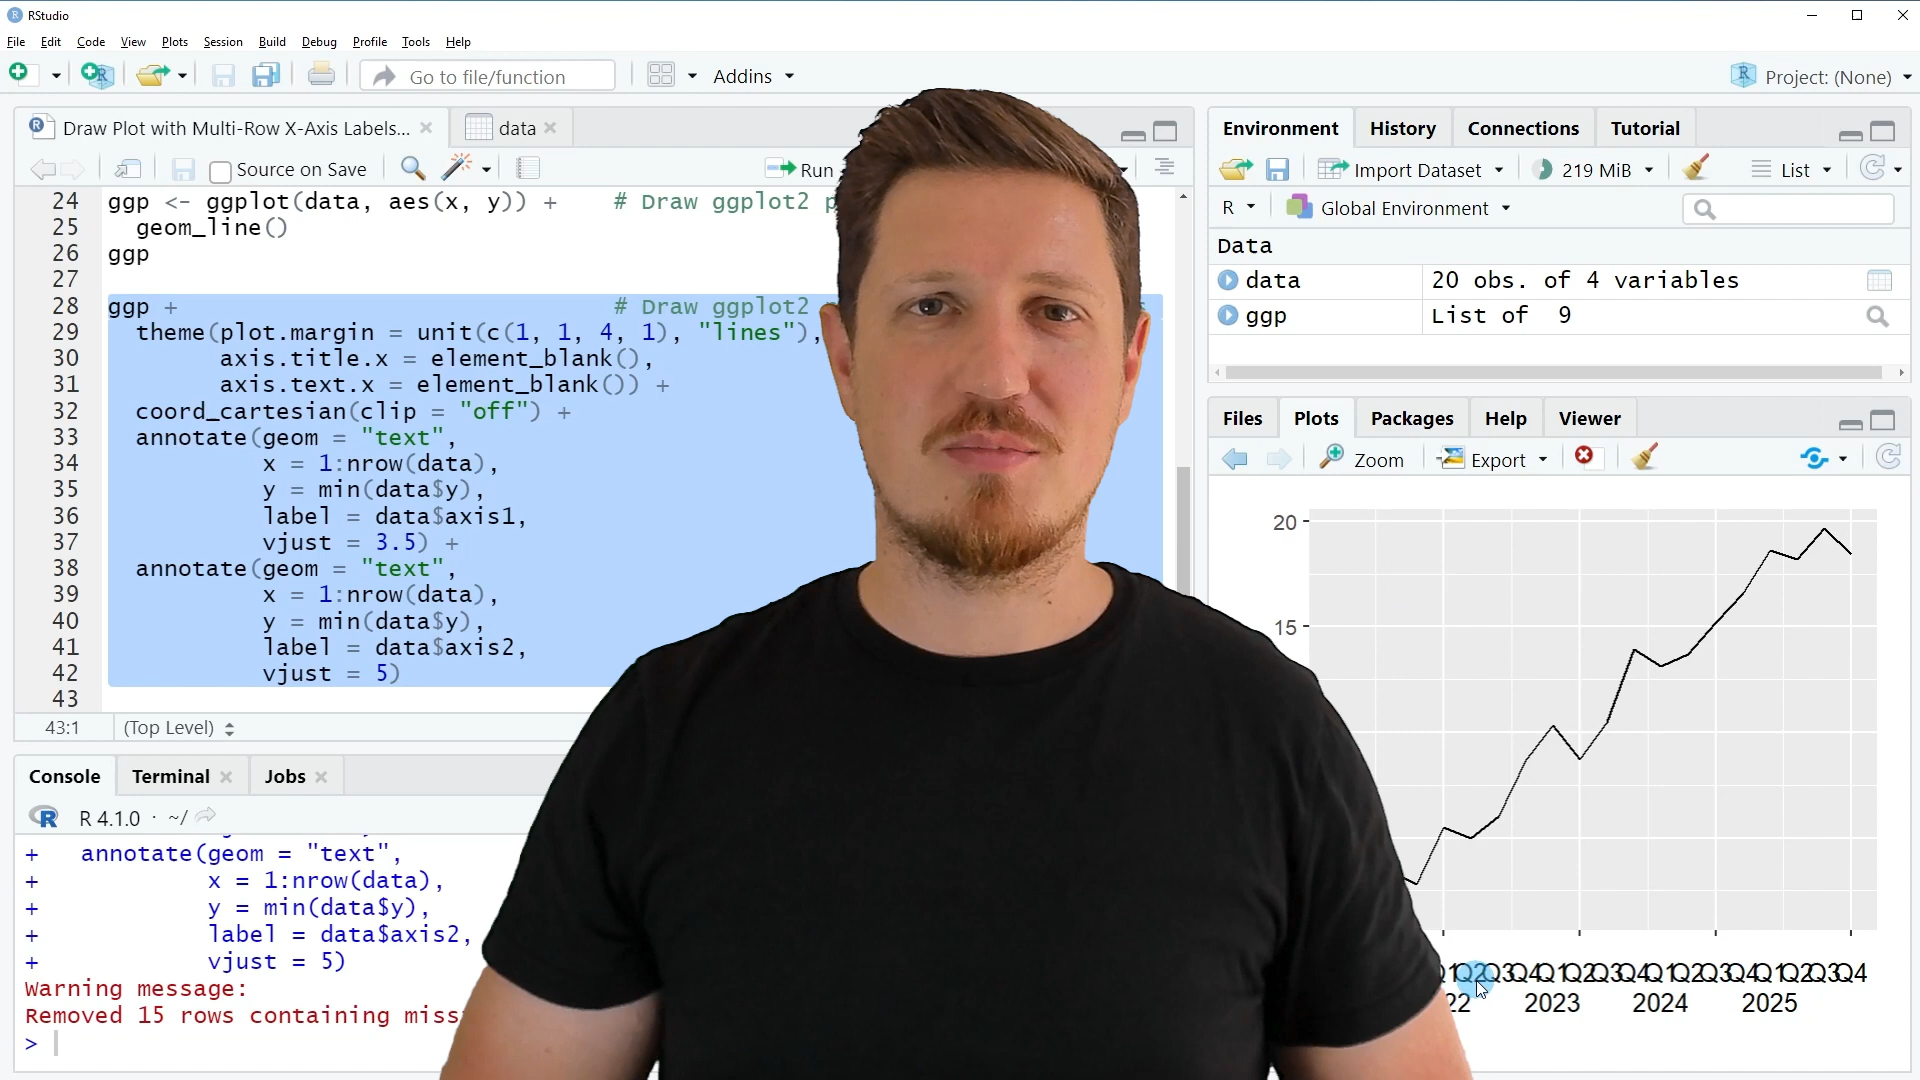 RStudio
File Edit Code View Plots Session Build Debug Profile Tools Help
Go to file/function
Addins
Project: (None)
Draw Plot with Multi-Row X-Axis Labels...
data
Source on Save
Run
24 ggp <- ggplot(data, aes(x, y)) + # Draw ggplot2
25 geom_line()
26 ggp
27
28 ggp + # Draw ggplot2
29 theme(plot.margin = unit(c(1, 1, 4, 1), "lines"),
30 axis.title.x = element_blank(),
31 axis.text.x = element_blank()) +
32 coord_cartesian(clip = "off") +
33 annotate(geom = "text",
34 x = 1:nrow(data),
35 y = min(data$y),
36 label = data$axis1,
37 vjust = 3.5) +
38 annotate(geom = "text",
39 x = 1:nrow(data),
40 y = min(data$y),
41 label = data$axis2,
42 vjust = 5)
43
43:1 (Top Level)
Console Terminal Jobs
R 4.1.0 · ~/
+ annotate(geom = "text",
+ x = 1:nrow(data),
+ y = min(data$y),
+ label = data$axis2,
+ vjust = 5)
Warning message:
Removed 15 rows containing miss
>
Environment History Connections Tutorial
Import Dataset 219 MiB List
R Global Environment
Data
data 20 obs. of 4 variables
ggp List of 9
Files Plots Packages Help Viewer
Zoom Export
20
15
Q1Q2Q3Q4Q1Q2Q3Q4Q1Q2Q3Q4Q1Q2Q3Q4
22 2023 2024 2025